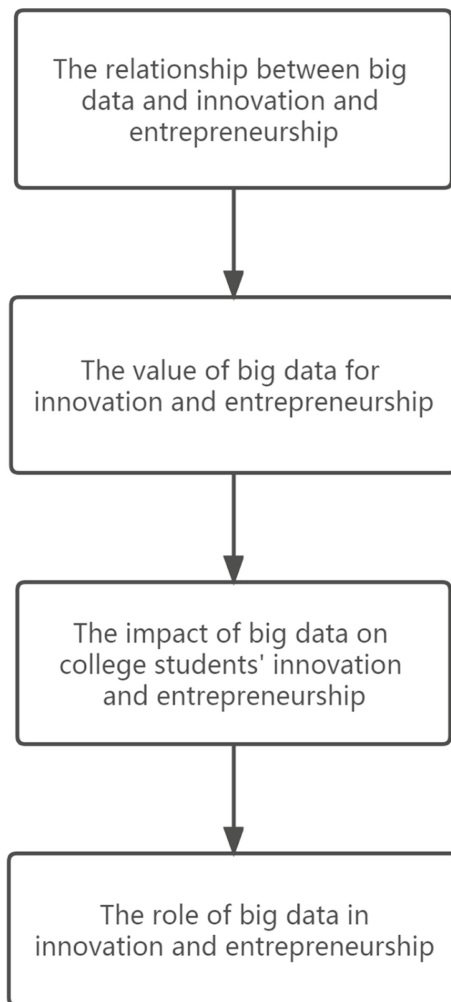 The relationship between big
data and innovation and
entrepreneurship
The value of big data for
innovation and entrepreneurship
The impact of big data on
college students' innovation
and entrepreneurship
The role of big data in
innovation and entrepreneurship